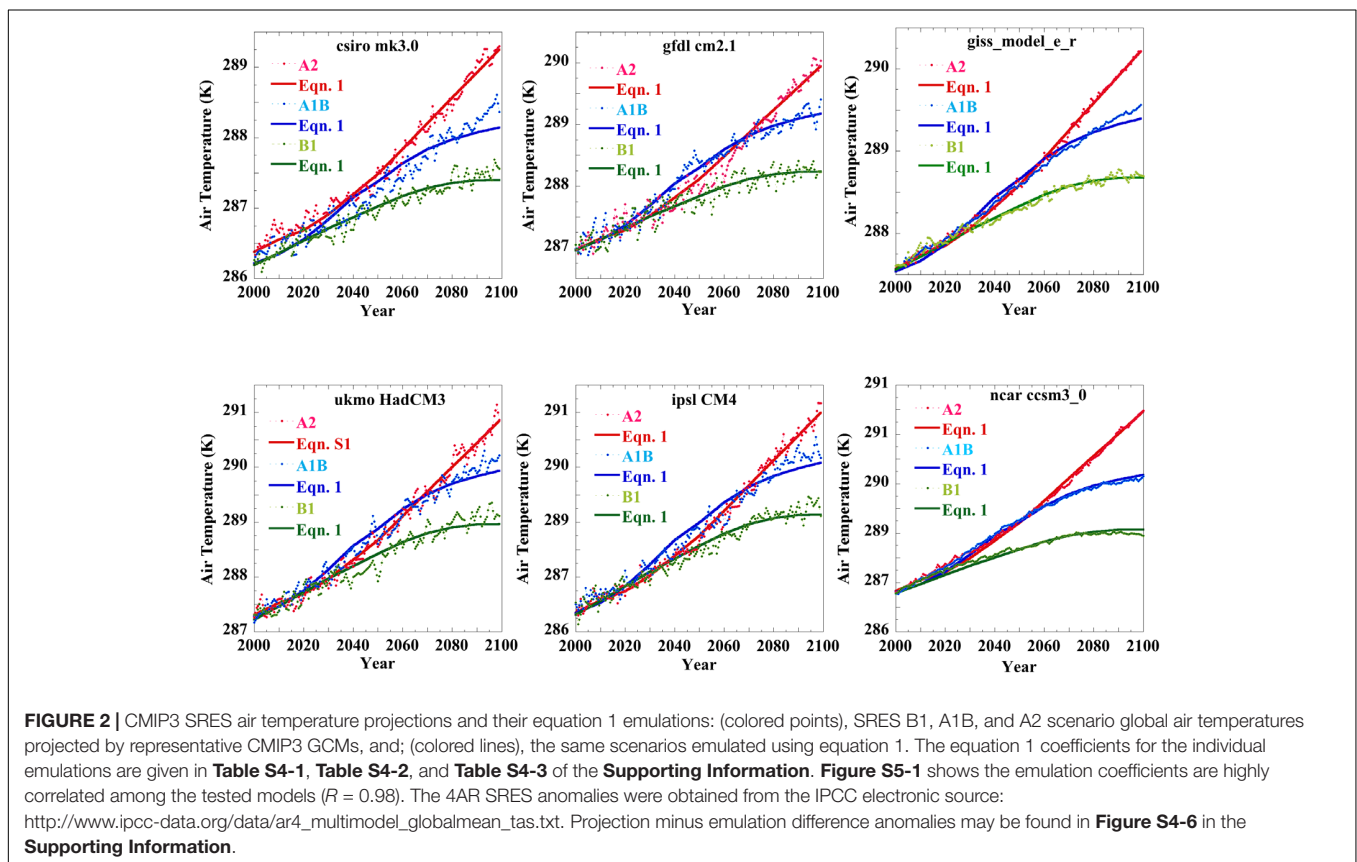 csiro mk3.0
Air Temperature (K)
289
288
287
286
A2
Eqn. 1
A1B
Eqn. 1
B1
Eqn. 1
2000 2020 2040 2060 2080 2100
Year
gfdl cm2.1
Air Temperature (K)
290
289
288
287
A2
Eqn. 1
A1B
Eqn. 1
B1
Eqn. 1
2000 2020 2040 2060 2080 2100
Year
giss_model_e_r
Air Temperature (K)
290
289
288
A2
Eqn. 1
A1B
Eqn. 1
B1
Eqn. 1
2000 2020 2040 2060 2080 2100
Year
ukmo HadCM3
Air Temperature (K)
291
290
289
288
287
A2
Eqn. S1
A1B
Eqn. 1
B1
Eqn. 1
2000 2020 2040 2060 2080 2100
Year
ipsl CM4
Air Temperature (K)
291
290
289
288
287
286
A2
Eqn. 1
A1B
Eqn. 1
B1
Eqn. 1
2000 2020 2040 2060 2080 2100
Year
ncar ccsm3_0
Air Temperature (K)
291
291
290
289
287
286
A2
Eqn. 1
A1B
Eqn. 1
B1
Eqn. 1
2000 2020 2040 2060 2080 2100
Year
FIGURE 2 | CMIP3 SRES air temperature projections and their equation 1 emulations: (colored points), SRES B1, A1B, and A2 scenario global air temperatures
projected by representative CMIP3 GCMs, and; (colored lines), the same scenarios emulated using equation 1. The equation 1 coefficients for the individual
emulations are given in Table S4-1, Table S4-2, and Table S4-3 of the Supporting Information. Figure S5-1 shows the emulation coefficients are highly
correlated among the tested models (R = 0.98). The 4AR SRES anomalies were obtained from the IPCC electronic source:
http://www.ipcc-data.org/data/ar4_multimodel_globalmean_tas.txt. Projection minus emulation difference anomalies may be found in Figure S4-6 in the
Supporting Information.